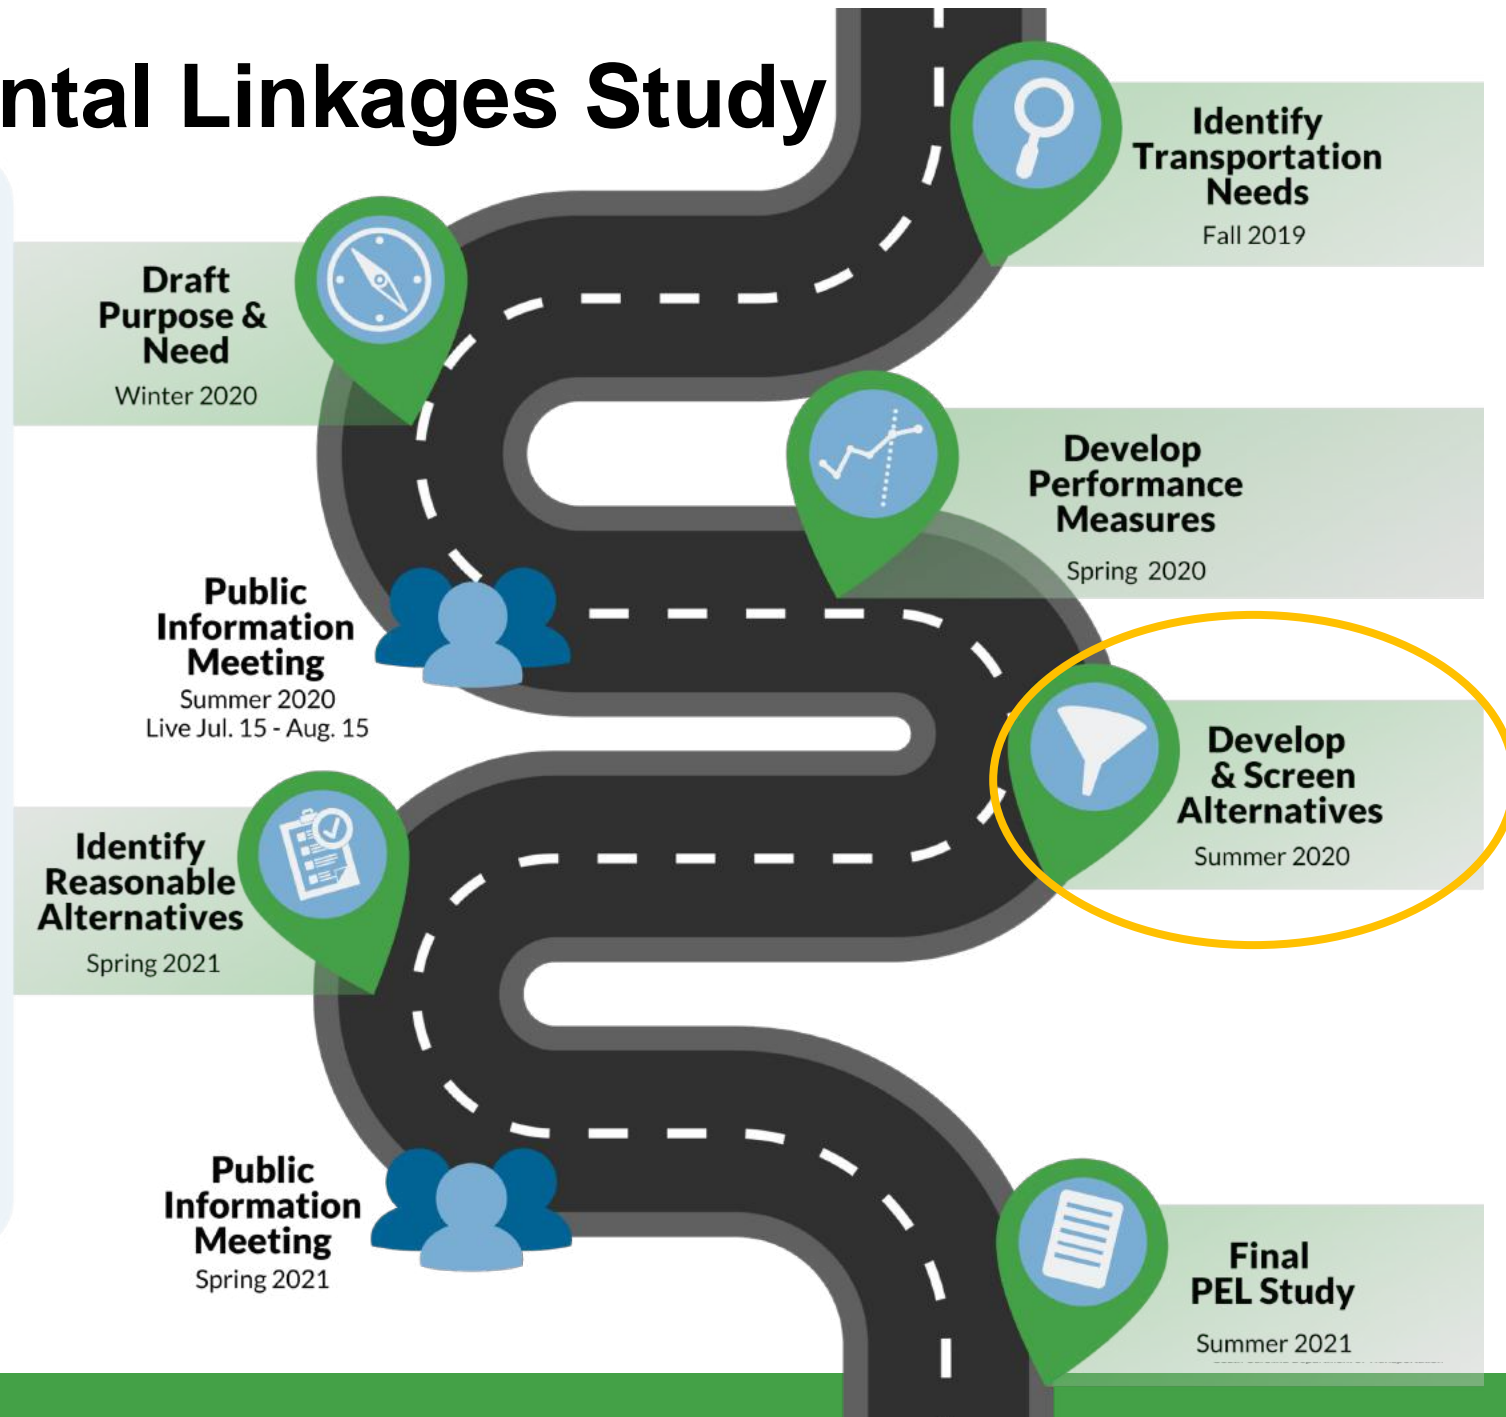 ntal Linkages Study
Identify
Transportation
Needs
Fall 2019
Draft
Purpose &
Need
Winter 2020
Develop
Performance
Measures
Spring 2020
Public
Information
Meeting
Summer 2020
Live Jul. 15 - Aug. 15
Develop
& Screen
Alternatives
Summer 2020
Identify
Reasonable
Alternatives
Spring 2021
Public
Information
Meeting
Spring 2021
Final
PEL Study
Summer 2021